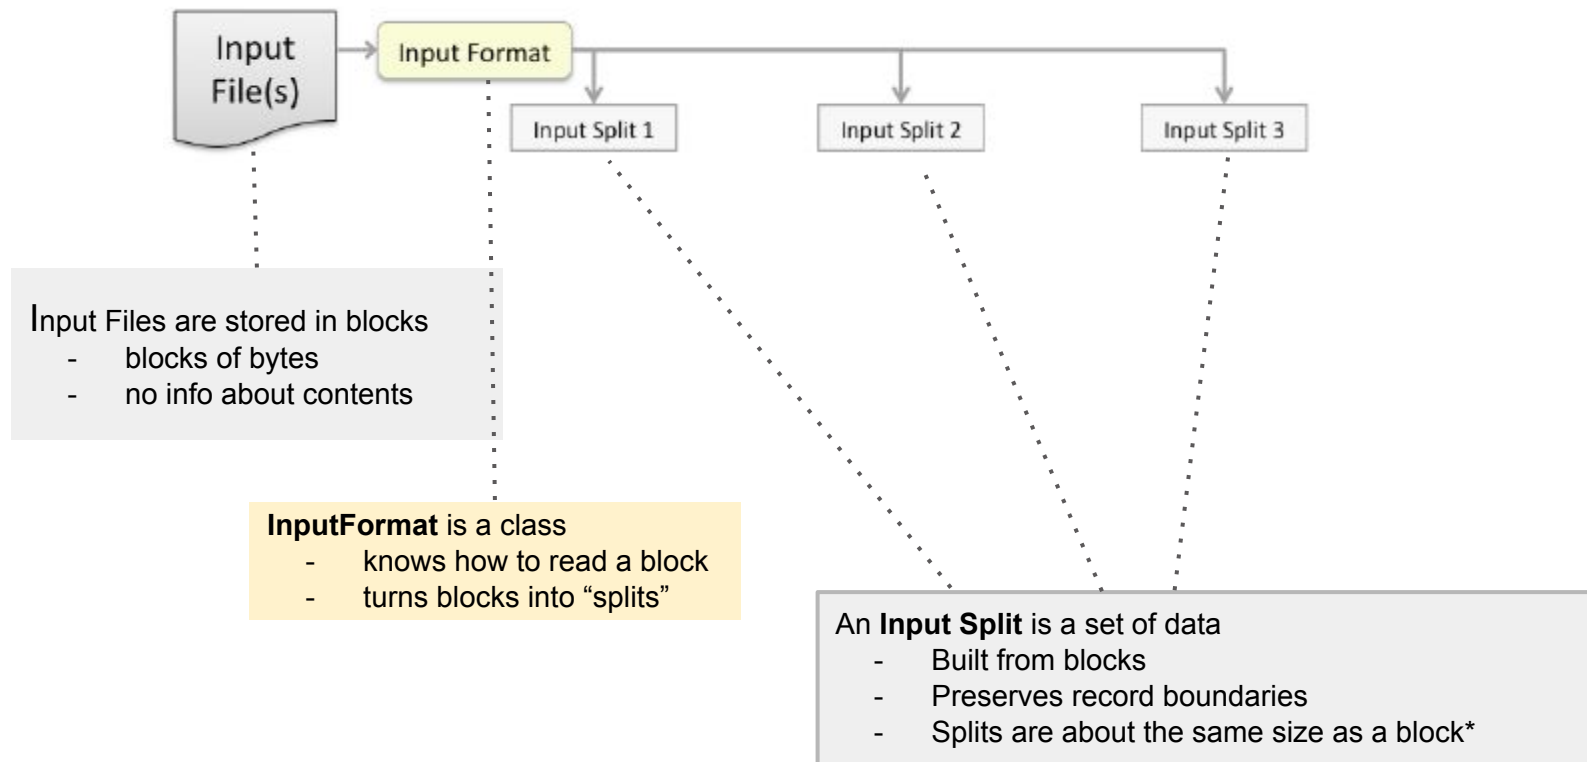 Input
File(s)
Input Format
Input Split 1
Input Split 2
Input Split 3
Input Files are stored in blocks
- blocks of bytes
- no info about contents
InputFormat is a class
- knows how to read a block
- turns blocks into “splits”
An Input Split is a set of data
- Built from blocks
- Preserves record boundaries
- Splits are about the same size as a block*